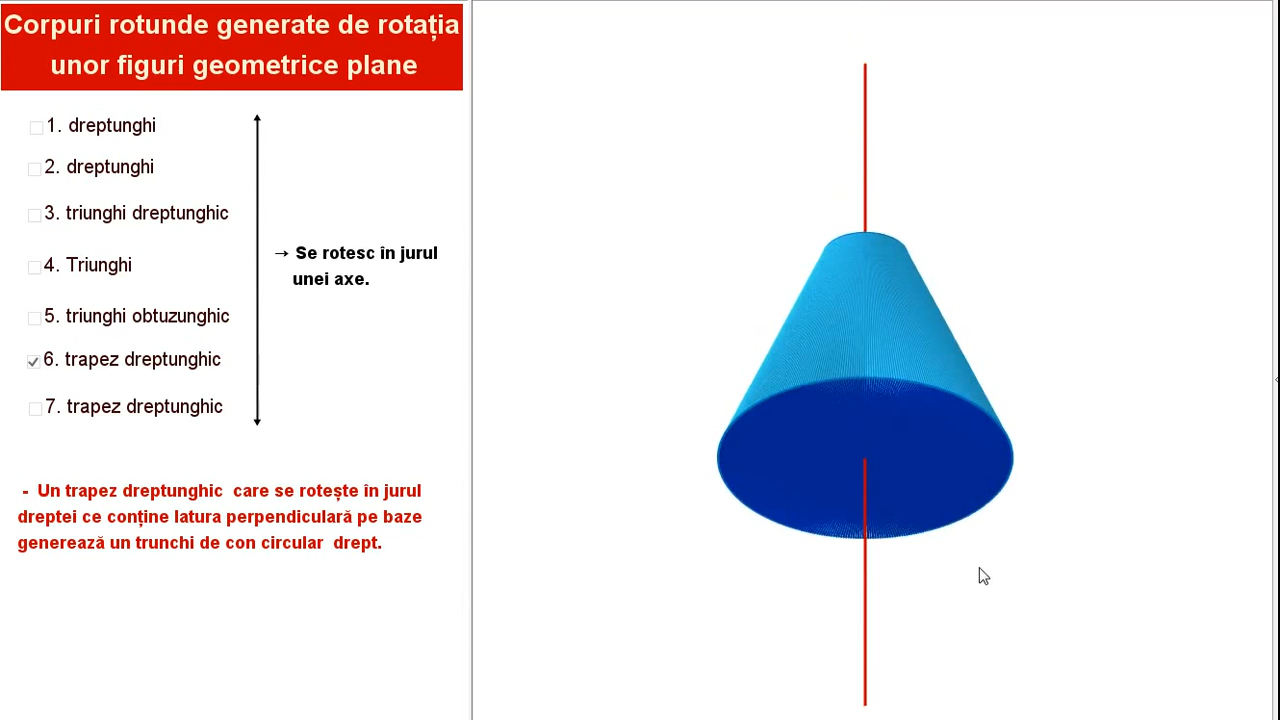 Corpuri rotunde generate de rotația
unor figuri geometrice plane
1. dreptunghi
2. dreptunghi
3. triunghi dreptunghic
4. Triunghi
5. triunghi obtuzunghic
6. trapez dreptunghic
7. trapez dreptunghic
→ Se rotesc în jurul
unei axe.
- Un trapez dreptunghic care se rotește în jurul
dreptei ce conține latura perpendiculară pe baze
generează un trunchi de con circular drept.